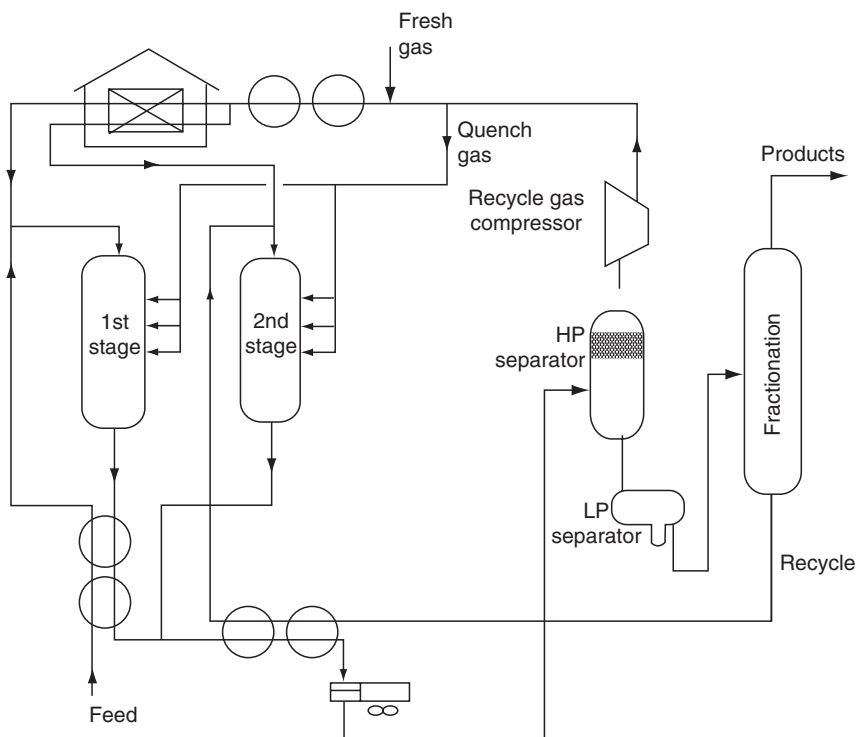 Fresh
gas
Quench
gas
Products
Recycle gas
compressor
1st
stage
2nd
stage
HP
separator
Fractionation
LP
separator
Recycle
Feed